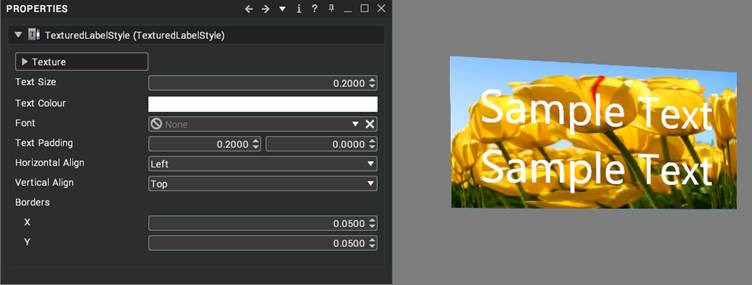 PROPERTIES
TexturedLabelStyle (TexturedLabelStyle)
Texture
Text Size 0.2000
Text Colour
Font None
Text Padding 0.2000 0.0000
Horizontal Align Left
Vertical Align Top
Borders
X 0.0500
Y 0.0500
Sample Text
Sample Text